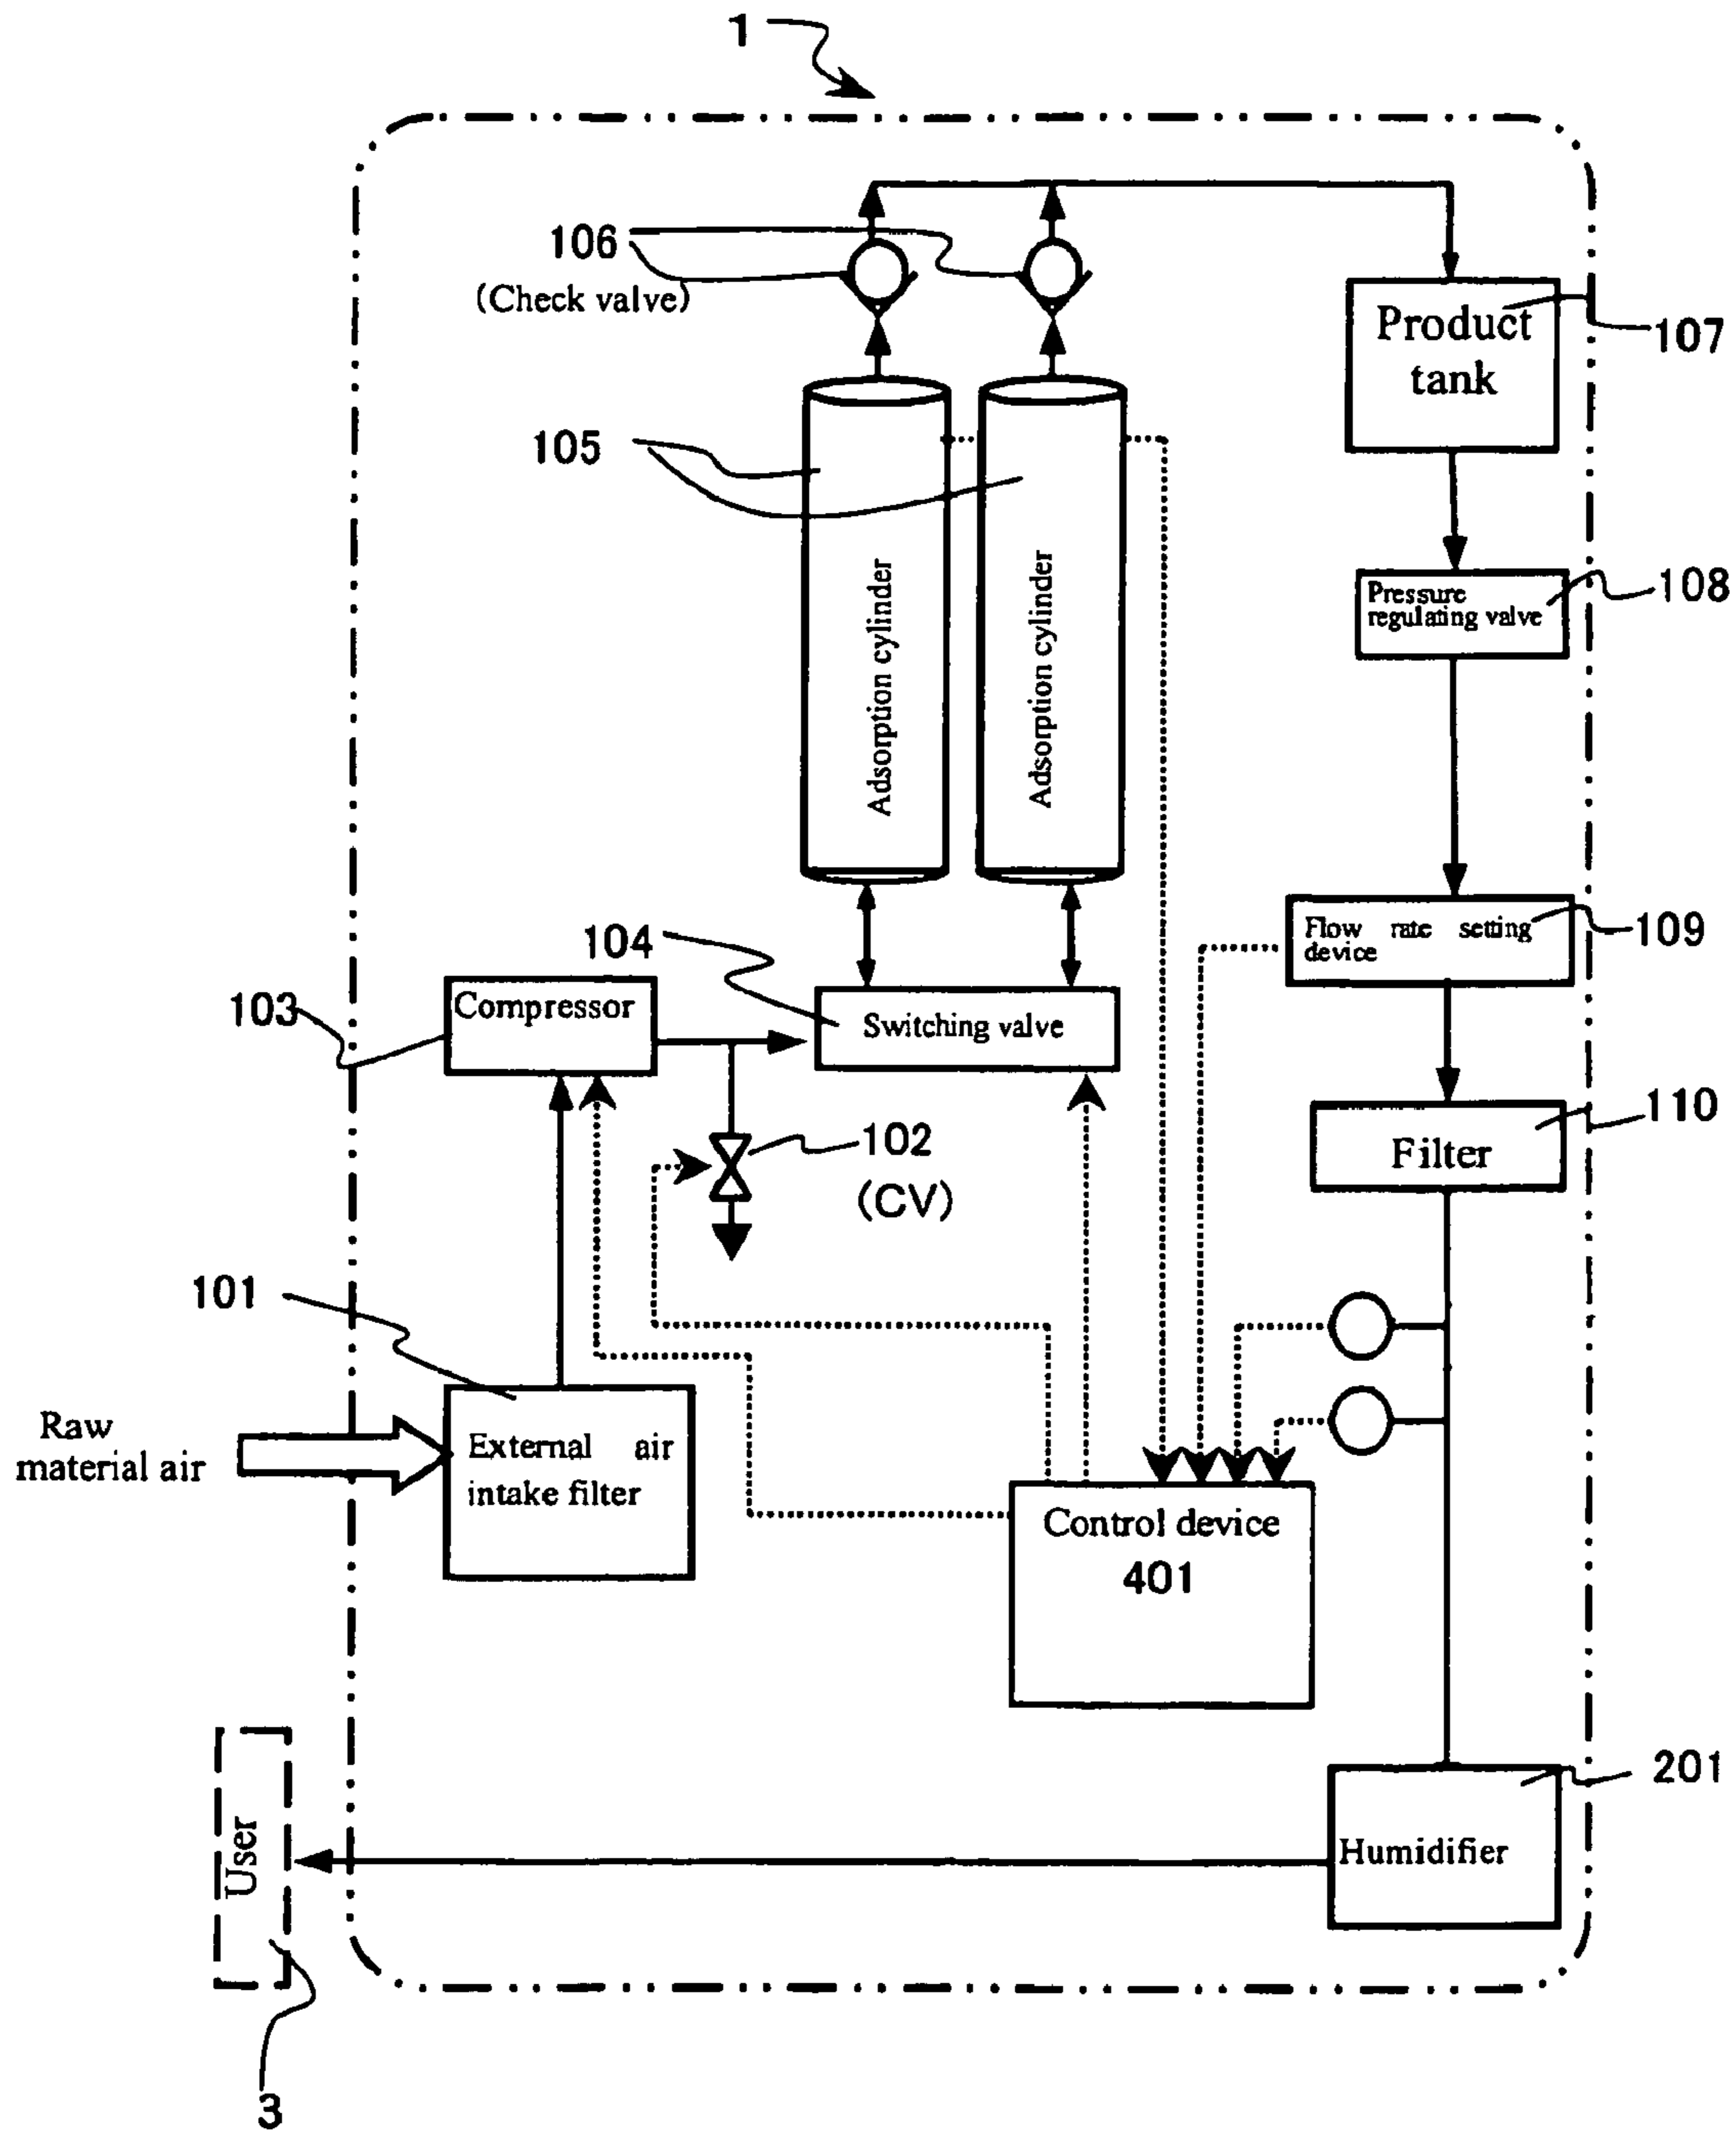 1
106
(Check valve)
Product
tank
107
105
Adsorption cylinder
Adsorption cylinder
Pressure
regulating valve
108
104
Flow rate setting
device
109
103
Compressor
Switching valve
110
102
(CV)
Filter
101
Raw
material air
External air
intake filter
Control device
401
201
User
Humidifier
3